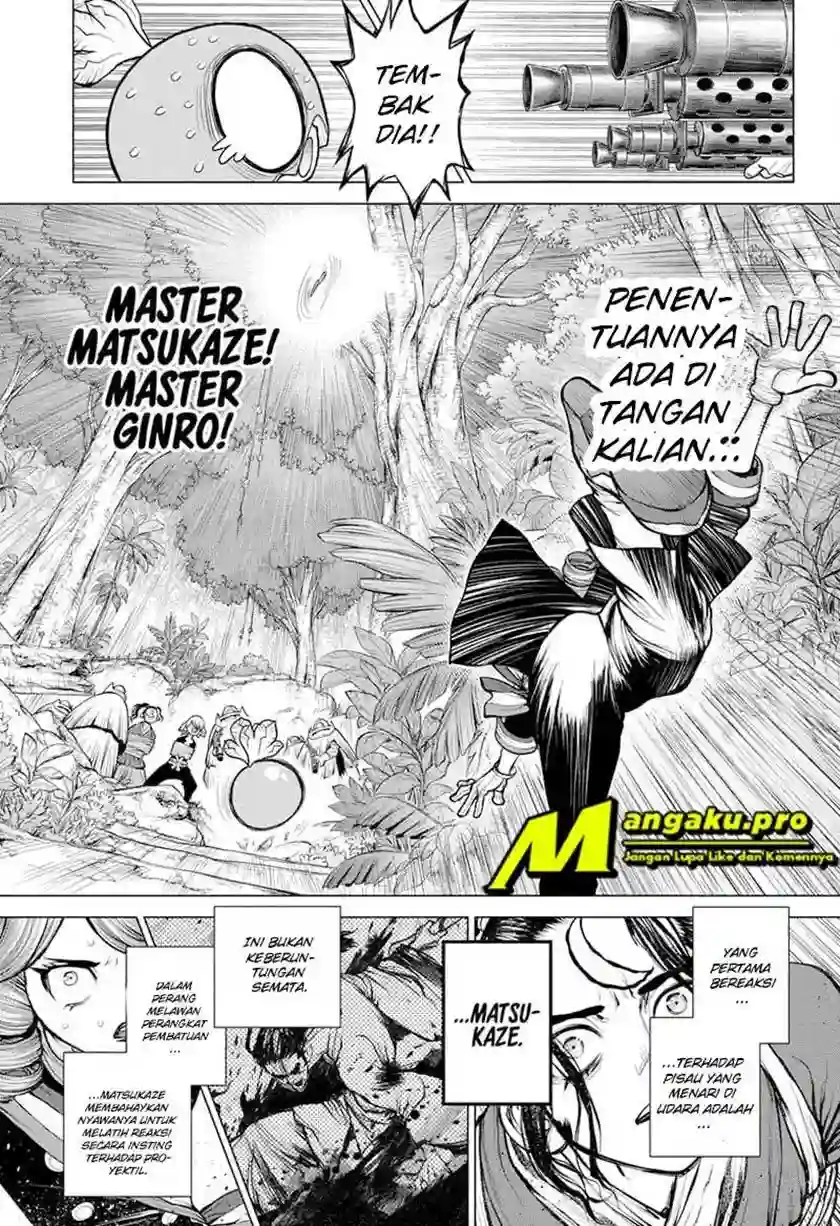 TEM-
BAK
DIA!!
PENEN-
TUANNYA
ADA DI
TANGAN
KALIAN...
MASTER
MATSUKAZE!
MASTER
GINRO!
Mangaku.pro
Jangan Lupa Like dan Komennya
YANG
PERTAMA
BEREAKSI
...
...TERHADAP
PISAU YANG
MENARI DI
UDARA ADALAH
...
...MATSU-
KAZE.
INI BUKAN
KEBERUN-
TUNGAN
SEMATA.
DALAM
PERANG
MELAWAN
PERANGKAT
PEMBATUAN
...
...MATSUKAZE
MEMBAHAYKAN
NYAWANYA UNTUK
MELATIH REAKSI
SECARA INSTING
TERHADAP PRO-
YEKTIL.